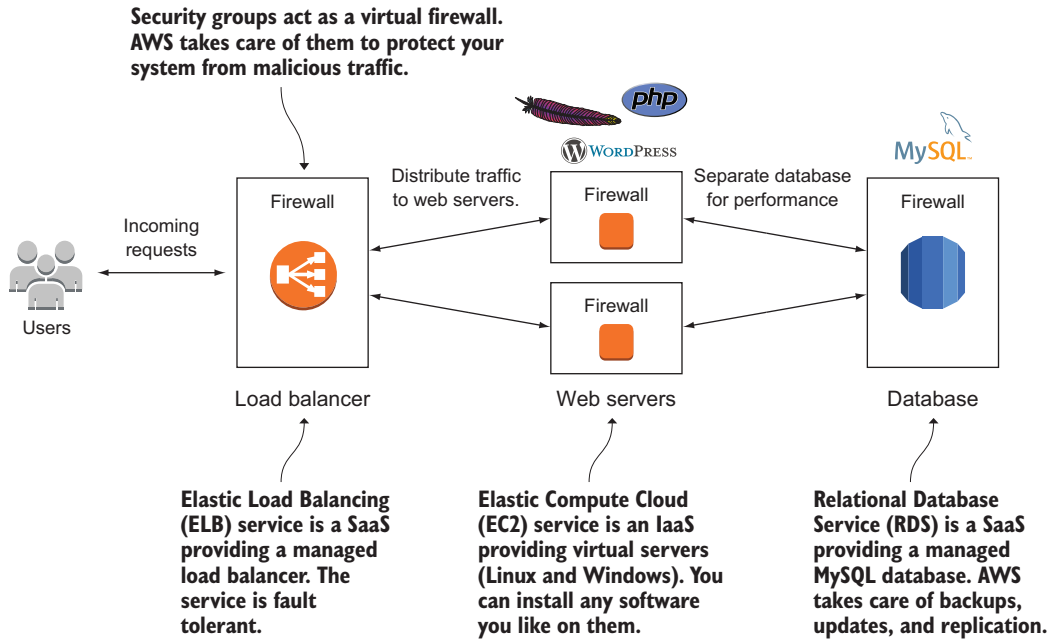 Security groups act as a virtual firewall.
AWS takes care of them to protect your
system from malicious traffic.
php
WORDPRESS
MySQL
Firewall
Distribute traffic
to web servers.
Firewall
Separate database
for performance
Firewall
Incoming
requests
Users
Firewall
Load balancer
Web servers
Database
Elastic Load Balancing
(ELB) service is a SaaS
providing a managed
load balancer. The
service is fault
tolerant.
Elastic Compute Cloud
(EC2) service is an IaaS
providing virtual servers
(Linux and Windows). You
can install any software
you like on them.
Relational Database
Service (RDS) is a SaaS
providing a managed
MySQL database. AWS
takes care of backups,
updates, and replication.